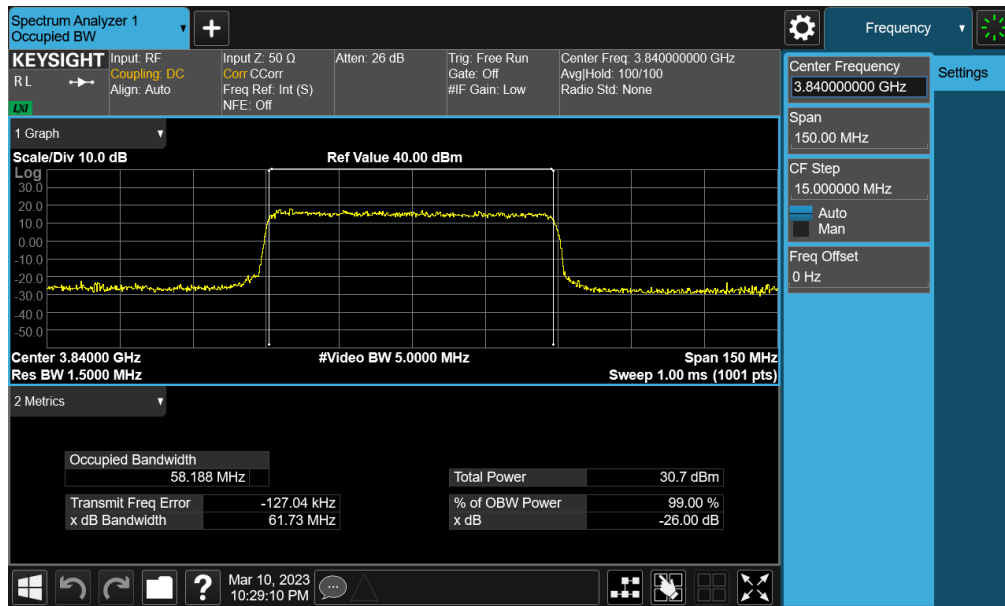 Spectrum Analyzer 1
Occupied BW
+
Frequency
KEYSIGHT
R L
LXI
Input: RF
Coupling: DC
Align: Auto
Input Z: 50 Ω
Corr CCorr
Freq Ref: Int (S)
NFE: Off
Atten: 26 dB
Trig: Free Run
Gate: Off
#IF Gain: Low
Center Freq: 3.840000000 GHz
Avg|Hold: 100/100
Radio Std: None
Center Frequency
3.840000000 GHz
Settings
Span
150.00 MHz
CF Step
15.000000 MHz
Auto
Man
Freq Offset
0 Hz
1 Graph
Scale/Div 10.0 dB
Ref Value 40.00 dBm
Log
30.0
20.0
10.0
0.00
-10.0
-20.0
-30.0
-40.0
-50.0
Center 3.84000 GHz
#Video BW 5.0000 MHz
Span 150 MHz
Res BW 1.5000 MHz
Sweep 1.00 ms (1001 pts)
2 Metrics
Occupied Bandwidth
58.188 MHz
Total Power 30.7 dBm
Transmit Freq Error -127.04 kHz
% of OBW Power 99.00 %
x dB Bandwidth 61.73 MHz
x dB -26.00 dB
?
Mar 10, 2023
10:29:10 PM